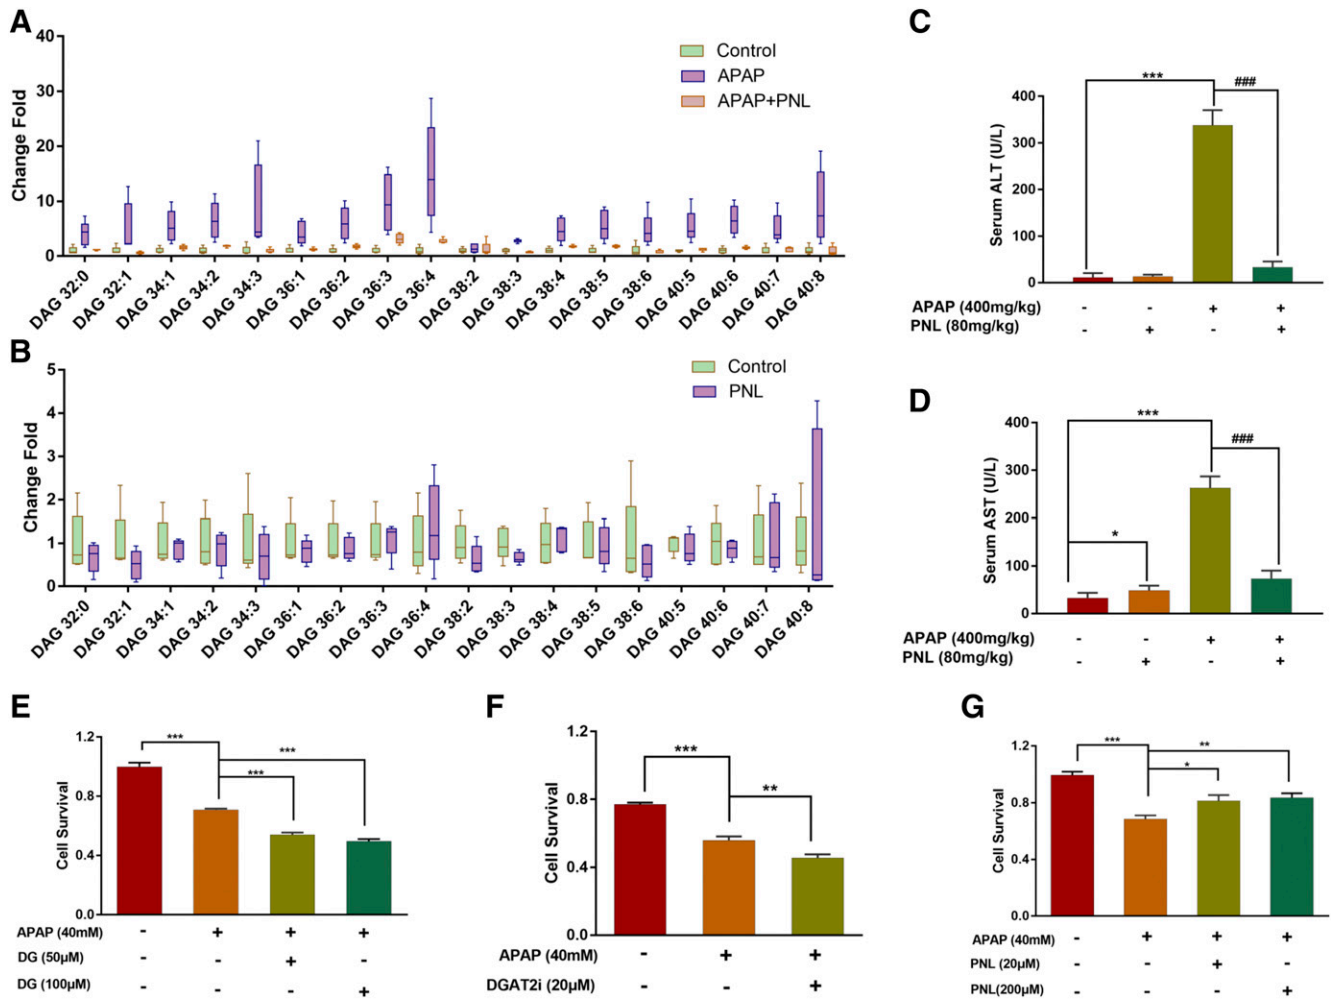 A
40
30
20
10
0
Change Fold
Control
APAP
APAP+PNL
DAG 32:0
DAG 32:1
DAG 34:1
DAG 34:2
DAG 34:3
DAG 36:1
DAG 36:2
DAG 36:3
DAG 36:4
DAG 38:2
DAG 38:3
DAG 38:4
DAG 38:5
DAG 38:6
DAG 40:5
DAG 40:6
DAG 40:7
DAG 40:8
B
5
4
3
2
1
0
Change Fold
Control
PNL
DAG 32:0
DAG 32:1
DAG 34:1
DAG 34:2
DAG 34:3
DAG 36:1
DAG 36:2
DAG 36:3
DAG 36:4
DAG 38:2
DAG 38:3
DAG 38:4
DAG 38:5
DAG 38:6
DAG 40:5
DAG 40:6
DAG 40:7
DAG 40:8
C
400
300
200
100
0
Serum ALT (U/L)
*** ###
APAP (400mg/kg) - - + +
PNL (80mg/kg) - + - +
D
400
300
200
100
0
Serum AST (U/L)
*** ###
*
APAP (400mg/kg) - - + +
PNL (80mg/kg) - + - +
E
1.2
0.8
0.4
0.0
Cell Survival
***
***
***
APAP (40mM) - + + +
DG (50μM) - - + -
DG (100μM) - - - +
F
1.2
0.8
0.4
0.0
Cell Survival
***
**
APAP (40mM) - + +
DGAT2i (20μM) - - +
G
1.2
0.8
0.4
0.0
Cell Survival
***
**
*
APAP (40mM) - + + +
PNL (20μM) - - + -
PNL(200μM) - - - +